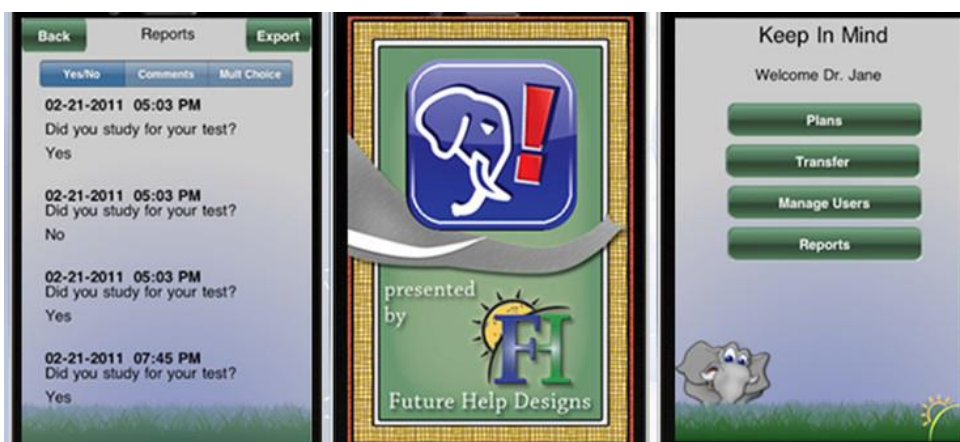 Back
Reports
Export
Yes/No
Comments
Mult Choice
02-21-2011 05:03 PM
Did you study for your test?
Yes
02-21-2011 05:03 PM
Did you study for your test?
No
02-21-2011 05:03 PM
Did you study for your test?
Yes
02-21-2011 07:45 PM
Did you study for your test?
Yes
!
presented
by
FH
Future Help Designs
Keep In Mind
Welcome Dr. Jane
Plans
Transfer
Manage Users
Reports